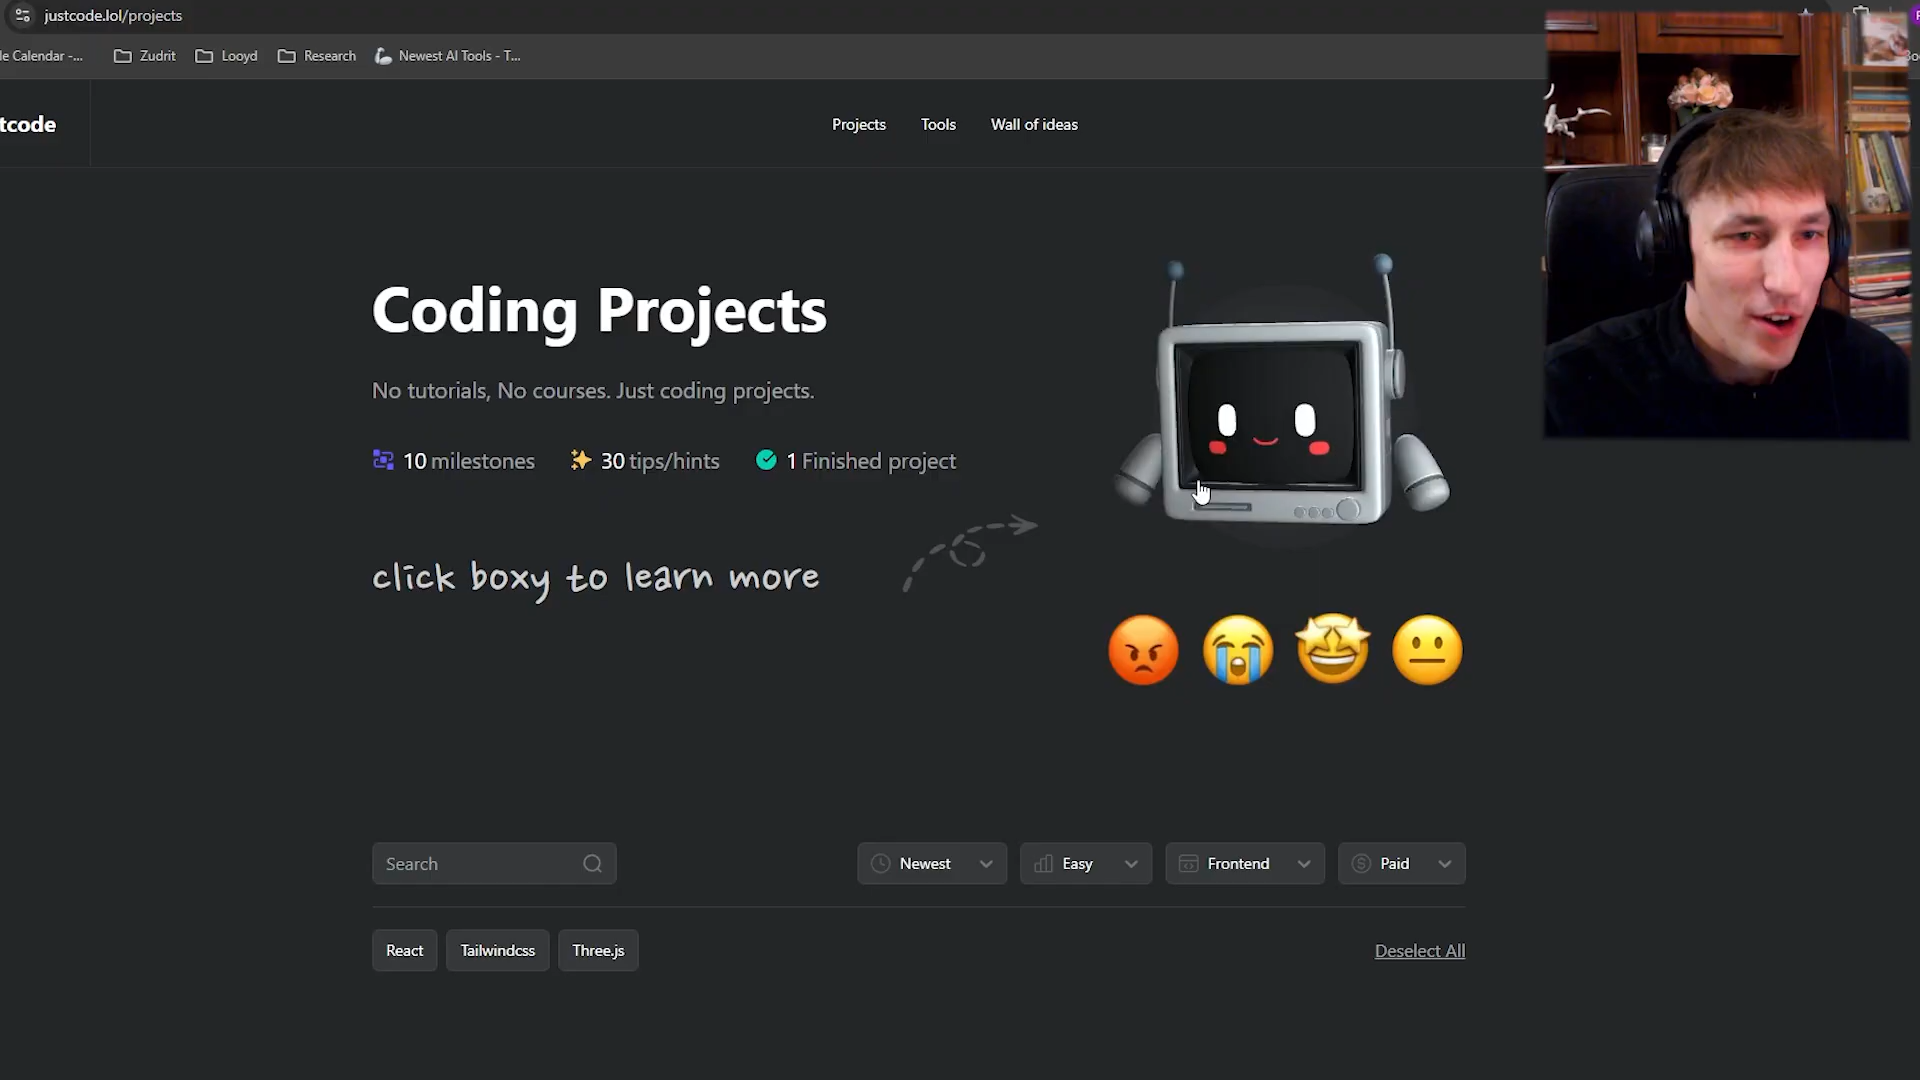 justcode.lol/projects
le Calendar -...
Zudrit
Looyd
Research
Newest AI Tools - T...
tcode
Projects
Tools
Wall of ideas
Coding Projects
No tutorials, No courses. Just coding projects.
10 milestones
30 tips/hints
1 Finished project
click boxy to learn more
Search
Newest
Easy
Frontend
Paid
React
Tailwindcss
Three.js
Deselect All